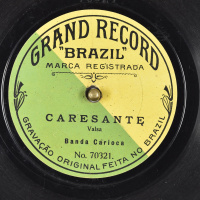 GRAND RECORD
"BRAZIL"
MARCA REGISTRADA
CARESANTE
Valsa
Banda Carioca
No. 70321.
GRAVAÇÃO ORIGINAL FEITA NO BRAZIL